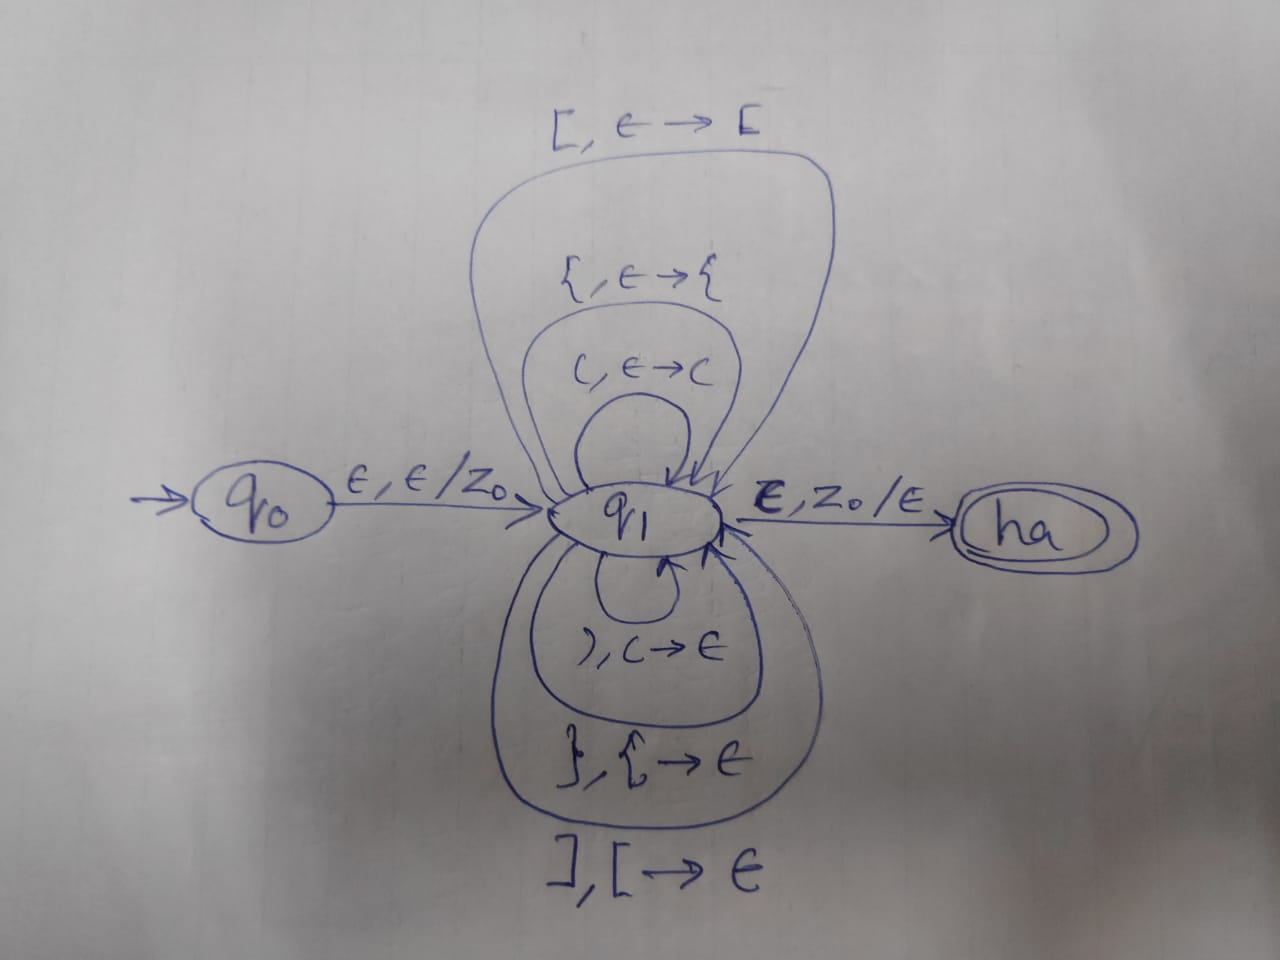 [, ϵ → [
{, ϵ → {
(, ϵ → (
q₀
ϵ, ϵ/Z₀
q₁
ϵ, Z₀/ϵ
ha
), ( → ϵ
}, { → ϵ
], [ → ϵ